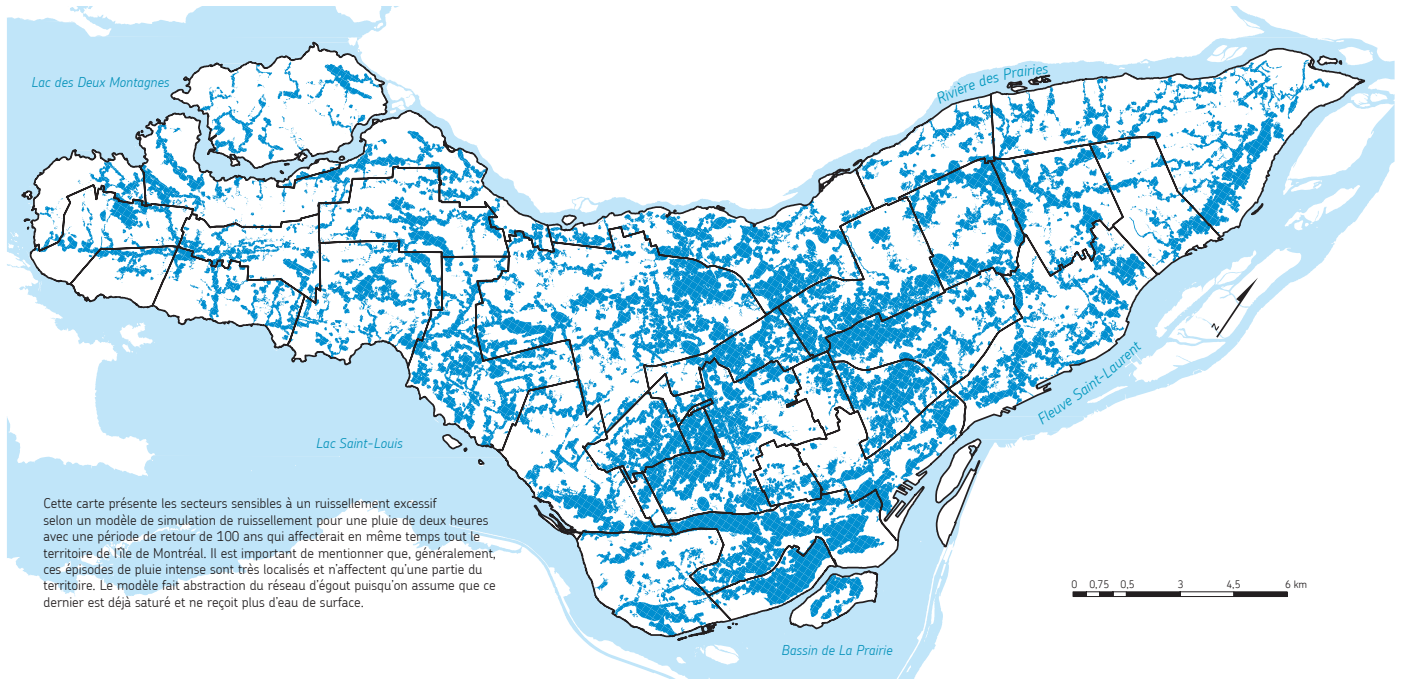 Lac des Deux Montagnes
Rivière des Prairies
N
Fleuve Saint-Laurent
Lac Saint-Louis
Cette carte présente les secteurs sensibles à un ruissellement excessif
selon un modèle de simulation de ruissellement pour une pluie de deux heures
avec une période de retour de 100 ans qui affecterait en même temps tout le
territoire de l'île de Montréal. Il est important de mentionner que, généralement,
ces épisodes de pluie intense sont très localisés et n'affectent qu'une partie du
territoire. Le modèle fait abstraction du réseau d'égout puisqu'on assume que ce
dernier est déjà saturé et ne reçoit plus d'eau de surface.
0 0,75 0,5 3 4,5 6 km
Bassin de La Prairie